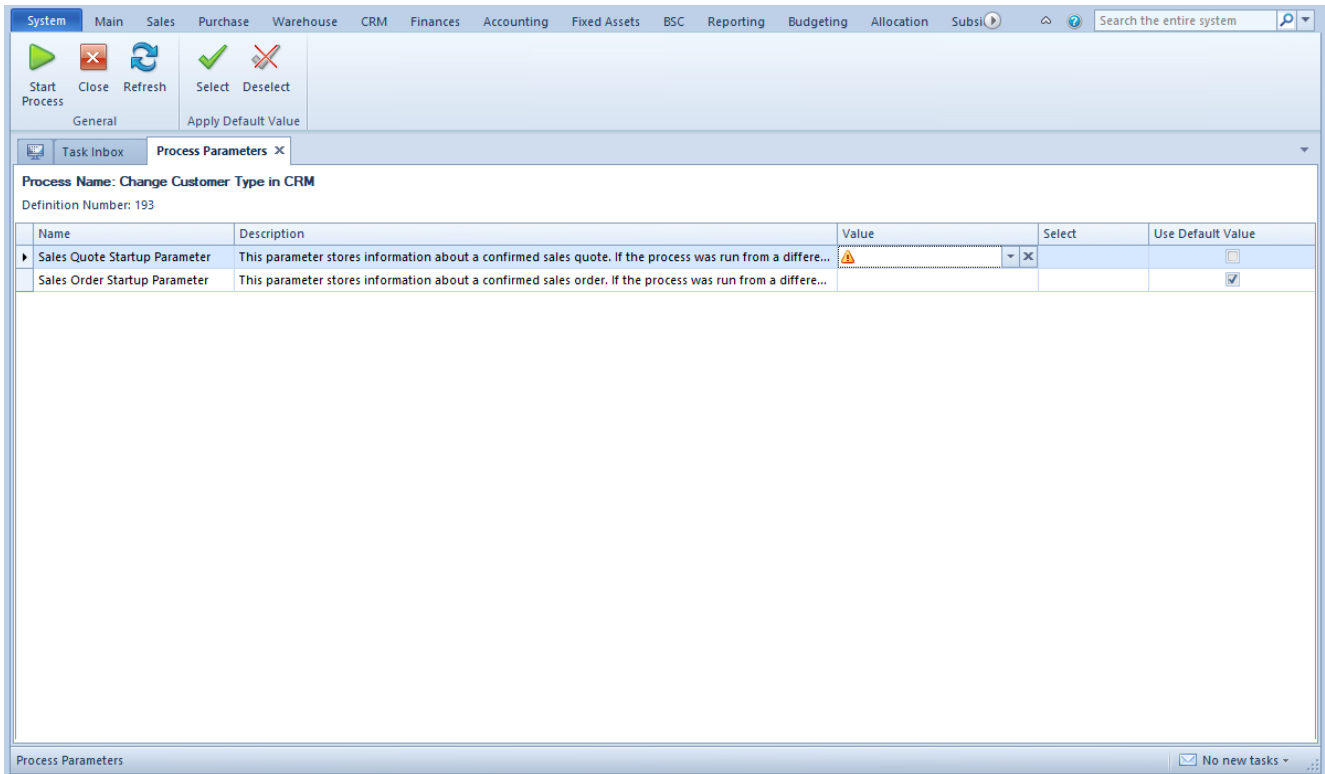 System Main Sales Purchase Warehouse CRM Finances Accounting Fixed Assets BSC Reporting Budgeting Allocation Subsi Search the entire system
Start Process Close Refresh Select Deselect
General Apply Default Value
Task Inbox Process Parameters X
Process Name: Change Customer Type in CRM
Definition Number: 193
Name Description Value Select Use Default Value
Sales Quote Startup Parameter This parameter stores information about a confirmed sales quote. If the process was run from a differe...
Sales Order Startup Parameter This parameter stores information about a confirmed sales order. If the process was run from a differe...
Process Parameters No new tasks